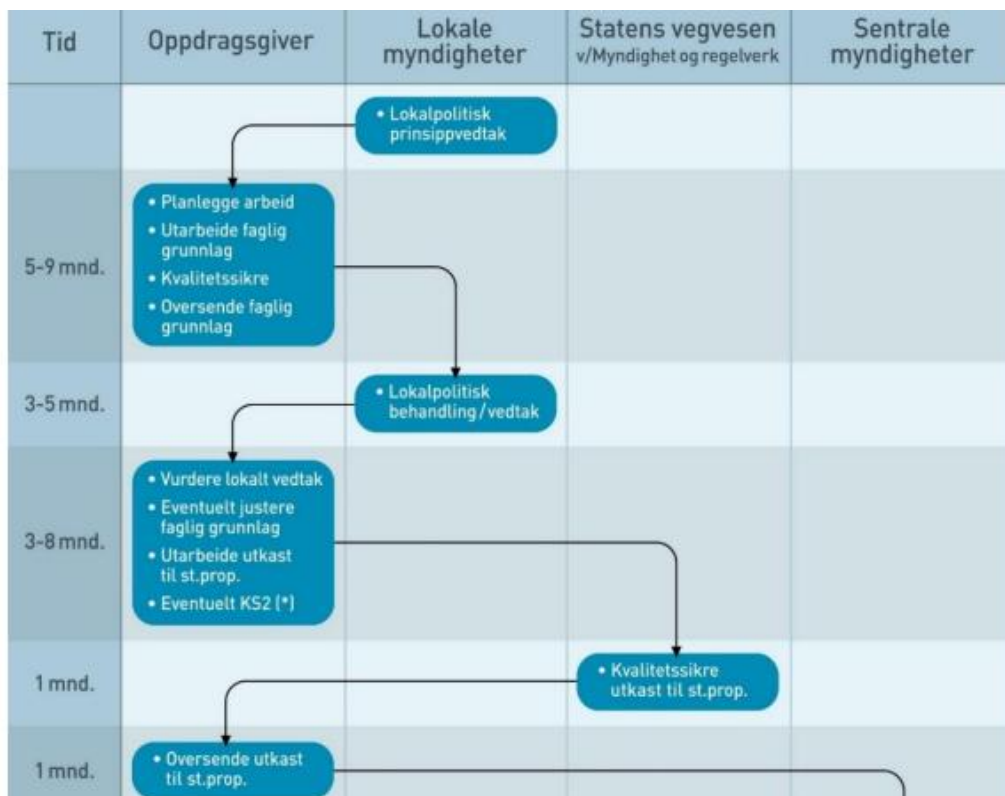 Tid
Oppdragsgiver
Lokale
myndigheter
Statens vegvesen
v/Myndighet og regelverk
Sentrale
myndigheter
• Lokalpolitisk
prinsippvedtak
5-9 mnd.
• Planlegge arbeid
• Utarbeide faglig
grunnlag
• Kvalitetssikre
• Oversende faglig
grunnlag
3-5 mnd.
• Lokalpolitisk
behandling/vedtak
3-8 mnd.
• Vurdere lokalt vedtak
• Eventuelt justere
faglig grunnlag
• Utarbeide utkast
til st.prop.
• Eventuelt KS2 (*)
1 mnd.
• Kvalitetssikre
utkast til st.prop.
1 mnd.
• Oversende utkast
til st.prop.